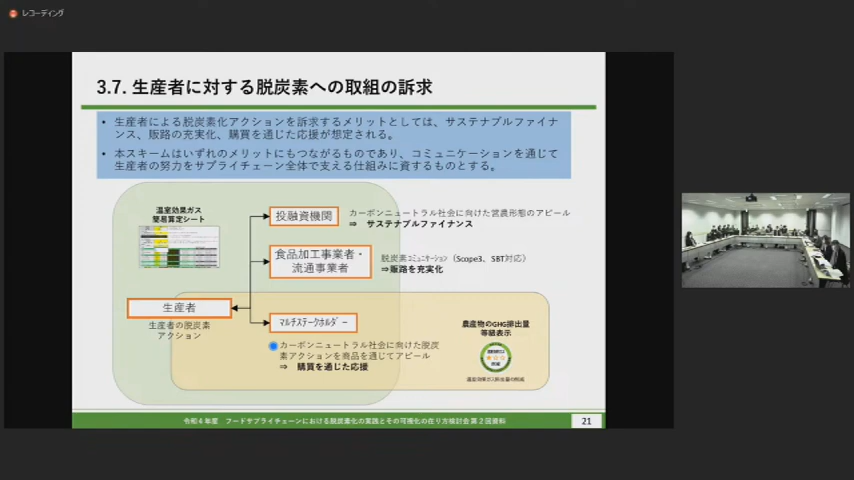 レコーディング
3.7. 生産者に対する脱炭素への取組の訴求
• 生産者による脱炭素化アクションを訴求するメリットとしては、サステナブルファイナ
ンス、販路の充実化、購買を通じた応援が想定される。
• 本スキームはいずれのメリットにもつながるものであり、コミュニケーションを通じて
生産者の努力をサプライチェーン全体で支える仕組みに資するものとする。
温室効果ガス
簡易算定シート
投融資機関
カーボンニュートラル社会に向けた営農形態のアピール
⇒ サステナブルファイナンス
食品加工事業者・
流通事業者
脱炭素ｺﾐｭﾆｹｰｼｮﾝ（Scope3、SBT対応）
⇒販路を充実化
生産者
生産者の脱炭素
アクション
ﾏﾙﾁｽﾃｰｸﾎﾙﾀﾞｰ
カーボンニュートラル社会に向けた脱炭
素アクションを商品を通じてアピール
⇒ 購買を通じた応援
農産物のGHG排出量
等級表示
温室効果ガス排出量の削減
令和４年度 フードサプライチェーンにおける脱炭素化の実践とその可視化の在り方検討会第２回資料
21